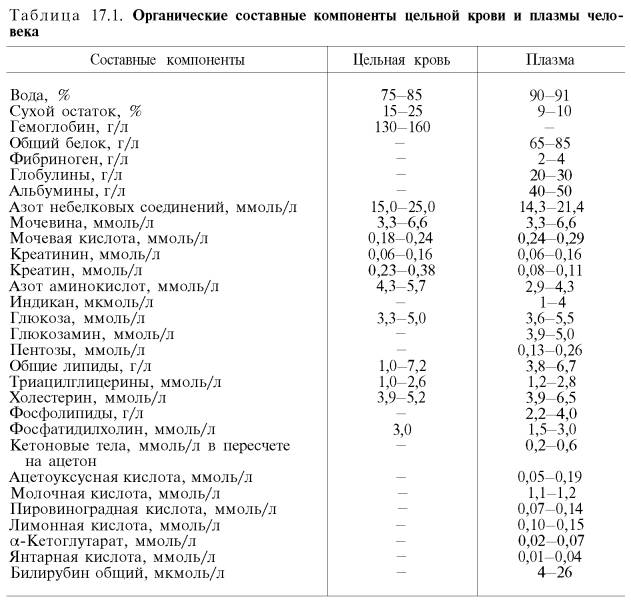 Таблица 17.1. Органические составные компоненты цельной крови и плазмы чело-
века
Составные компоненты Цельная кровь Плазма
Вода, % 75—85 90—91
Сухой остаток, % 15—25 9—10
Гемоглобин, г/л 130—160 —
Общий белок, г/л — 65—85
Фибриноген, г/л — 2—4
Глобулины, г/л — 20—30
Альбумины, г/л — 40—50
Азот небелковых соединений, ммоль/л 15,0—25,0 14,3—21,4
Мочевина, ммоль/л 3,3—6,6 3,3—6,6
Мочевая кислота, ммоль/л 0,18—0,24 0,24—0,29
Креатинин, ммоль/л 0,06—0,16 0,06—0,16
Креатин, ммоль/л 0,23—0,38 0,08—0,11
Азот аминокислот, ммоль/л 4,3—5,7 2,9—4,3
Индикан, мкмоль/л — 1—4
Глюкоза, ммоль/л 3,3—5,0 3,6—5,5
Глюкозамин, ммоль/л — 3,9—5,0
Пентозы, ммоль/л — 0,13—0,26
Общие липиды, г/л 1,0—7,2 3,8—6,7
Триацилглицерины, ммоль/л 1,0—2,6 1,2—2,8
Холестерин, ммоль/л 3,9—5,2 3,9—6,5
Фосфолипиды, г/л — 2,2—4,0
Фосфатидилхолин, ммоль/л 3,0 1,5—3,0
Кетоновые тела, ммоль/л в пересчете — 0,2—0,6
на ацетон
Ацетоуксусная кислота, ммоль/л — 0,05—0,19
Молочная кислота, ммоль/л — 1,1—1,2
Пировиноградная кислота, ммоль/л — 0,07—0,14
Лимонная кислота, ммоль/л — 0,10—0,15
α-Кетоглутарат, ммоль/л — 0,02—0,07
Янтарная кислота, ммоль/л — 0,01—0,04
Билирубин общий, мкмоль/л — 4—26